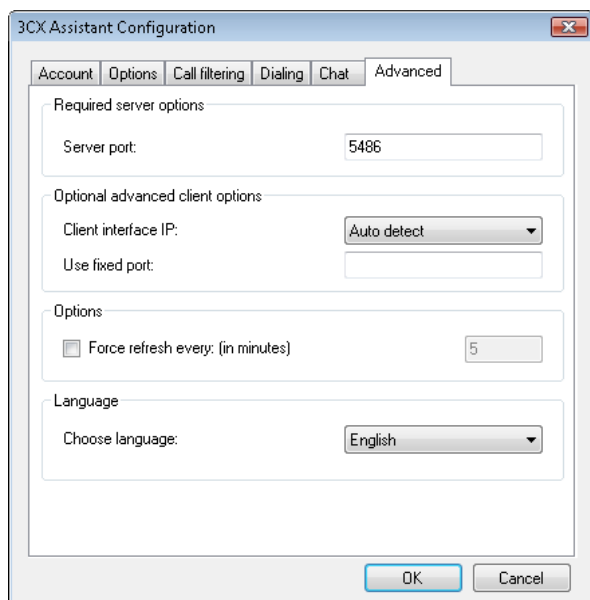 3CX Assistant Configuration
Account Options Call filtering Dialing Chat Advanced
Required server options
Server port: 5486
Optional advanced client options
Client interface IP: Auto detect
Use fixed port:
Options
Force refresh every: (in minutes) 5
Language
Choose language: English
OK Cancel